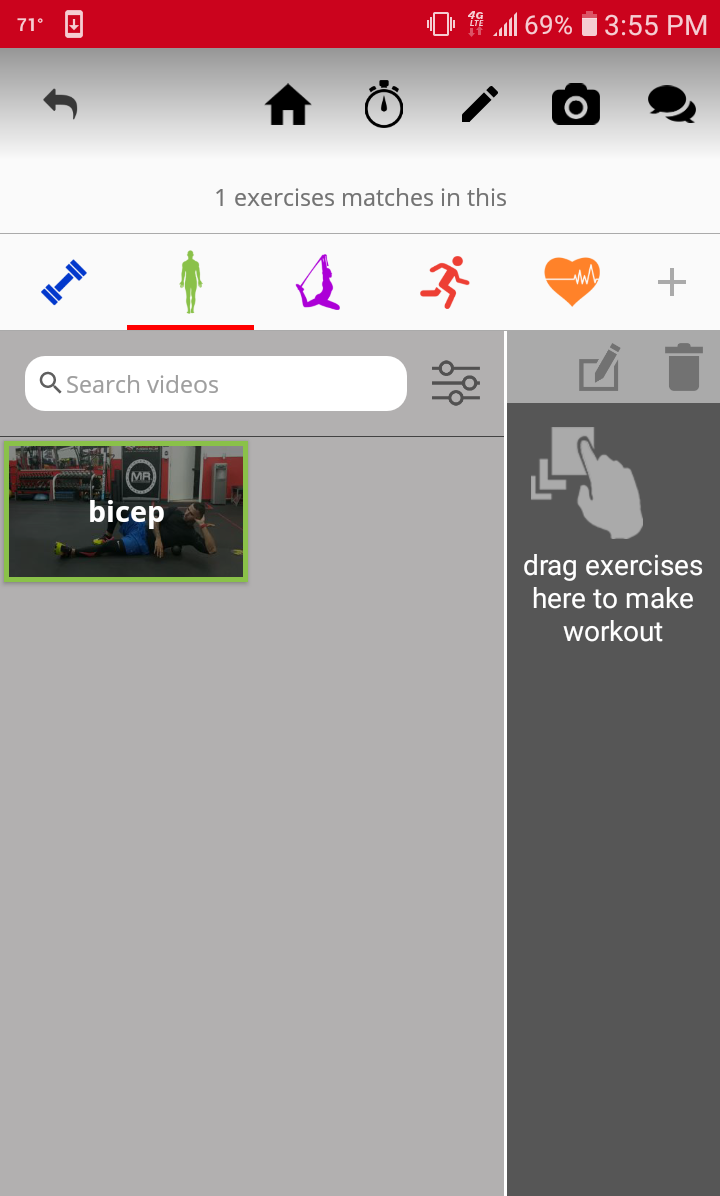 71°
4G
LTE
69%
3:55 PM
1 exercises matches in this
Search videos
MR
bicep
drag exercises
here to make
workout